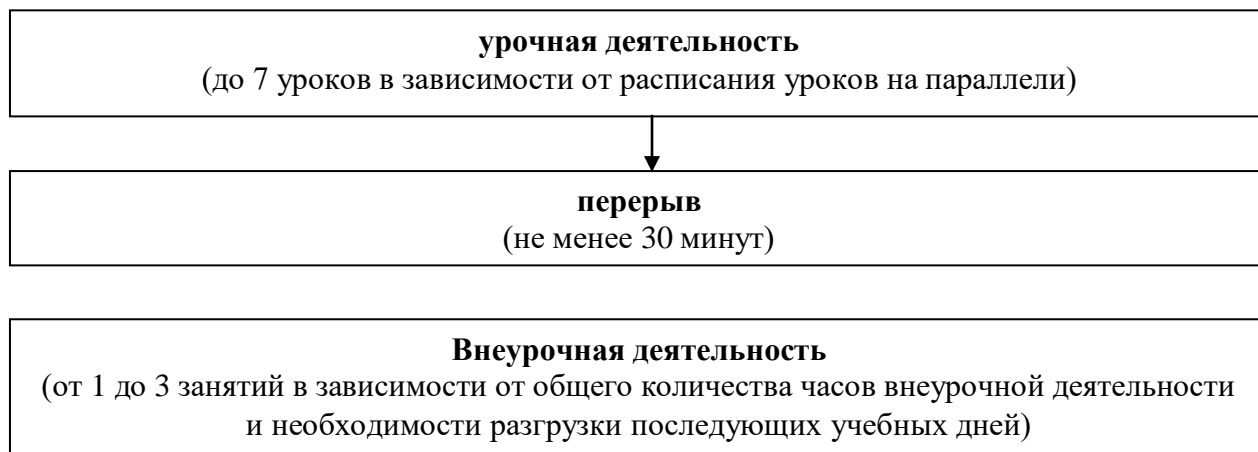 урочная деятельность
(до 7 уроков в зависимости от расписания уроков на параллели)
перерыв
(не менее 30 минут)
Внеурочная деятельность
(от 1 до 3 занятий в зависимости от общего количества часов внеурочной деятельности
и необходимости разгрузки последующих учебных дней)